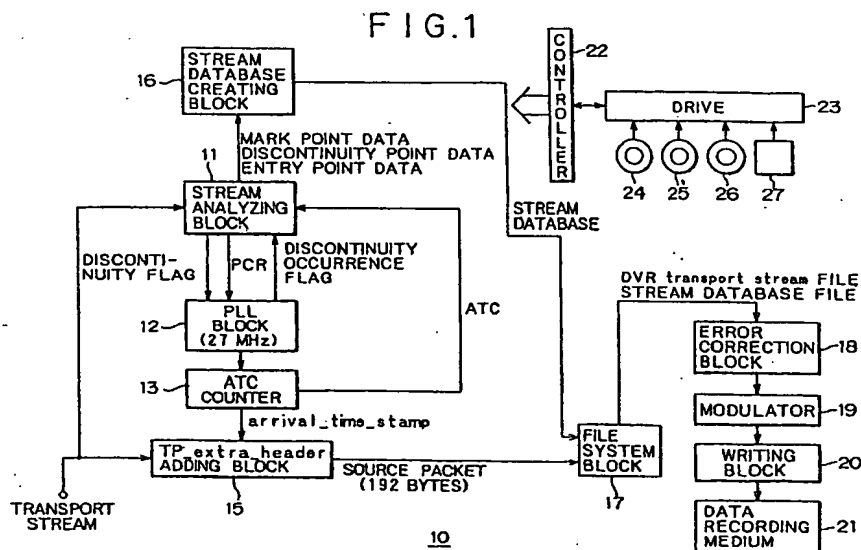 FIG.1
16
STREAM
DATABASE
CREATING
BLOCK
CONTROLLER
22
DRIVE
23
24
25
26
27
MARK POINT DATA
DISCONTINUITY POINT DATA
ENTRY POINT DATA
11
STREAM
ANALYZING
BLOCK
STREAM
DATABASE
DISCONTI-
NUITY FLAG
PCR
DISCONTINUITY
OCCURRENCE
FLAG
ATC
DVR transport stream FILE
STREAM DATABASE FILE
12
PLL
BLOCK
(27 MHz)
ERROR
CORRECTION
BLOCK
18
13
ATC
COUNTER
MODULATOR
19
arrival_time_stamp
TP_extra_header
ADDING BLOCK
15
SOURCE PACKET
(192 BYTES)
FILE
SYSTEM
BLOCK
17
WRITING
BLOCK
20
TRANSPORT
STREAM
DATA
RECORDING
MEDIUM
21
10